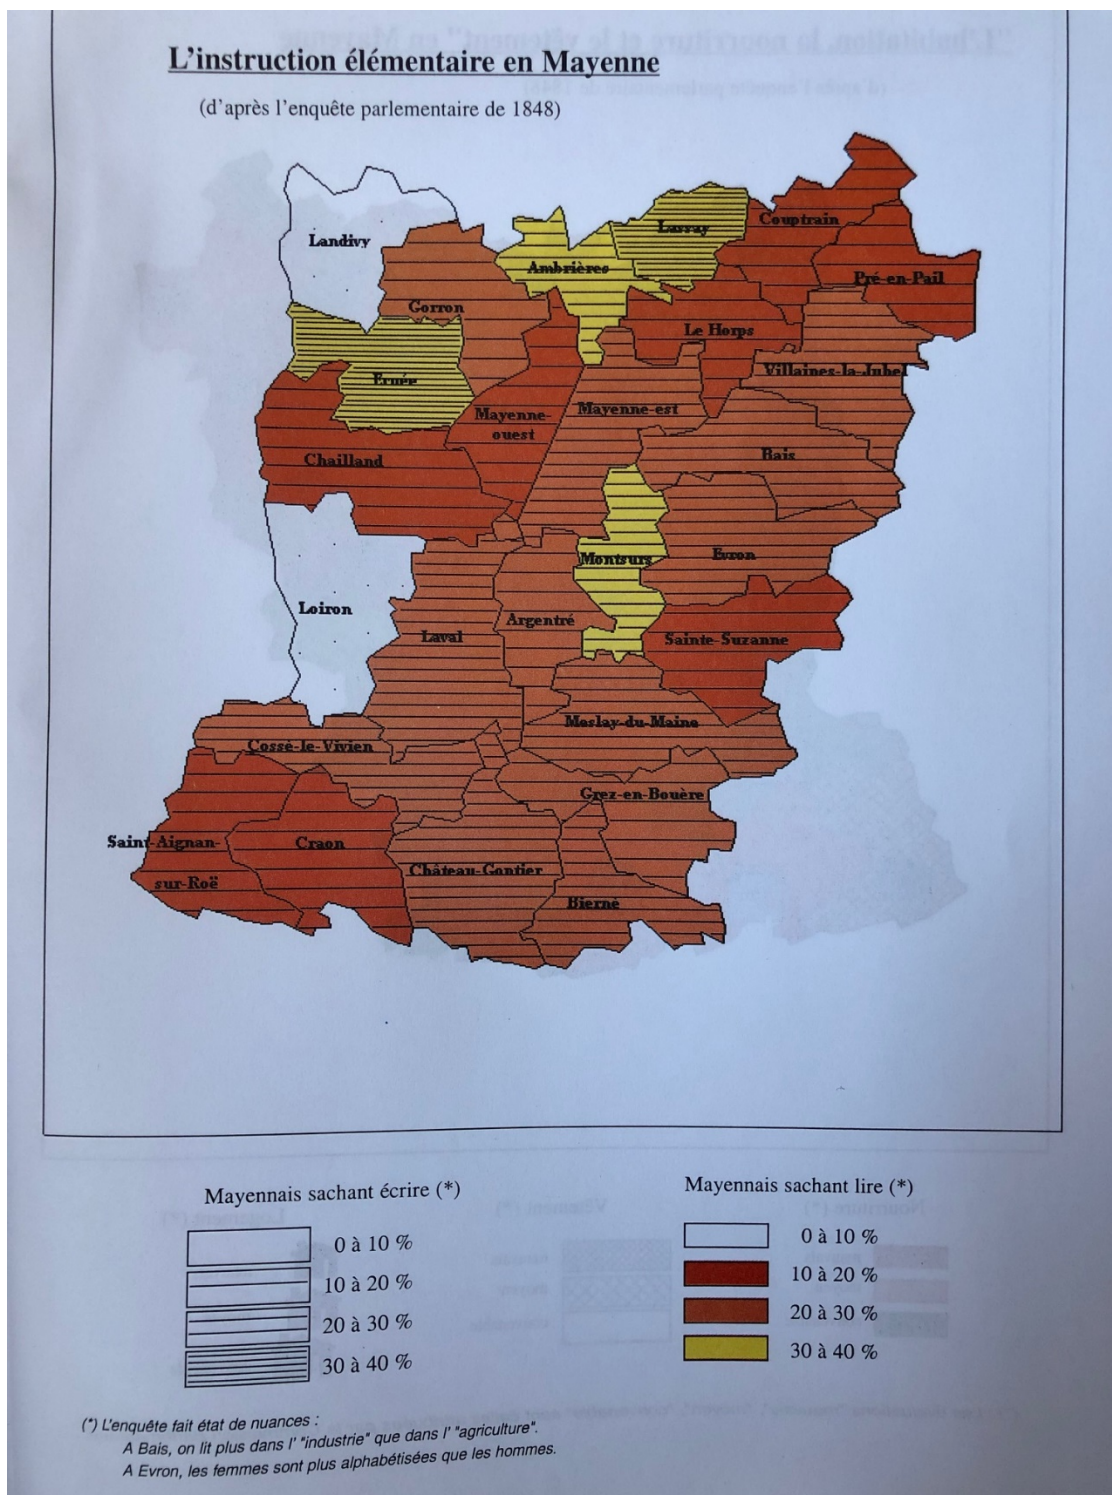 L'instruction élémentaire en Mayenne
(d'après l'enquête parlementaire de 1848)
Landivy
Gorron
Ambrières
Lassay
Couptrain
Pré-en-Pail
Le Horps
Villaines-la-Juhel
Ernée
Mayenne-
ouest
Mayenne-est
Chailland
Bais
Montsurs
Evron
Loiron
Laval
Argentré
Sainte-Suzanne
Meslay-du-Maine
Cossé-le-Vivien
Grez-en-Bouère
Saint-Aignan-
sur-Roë
Craon
Château-Gontier
Bierné
Mayennais sachant écrire (*)
0 à 10 %
10 à 20 %
20 à 30 %
30 à 40 %
Mayennais sachant lire (*)
0 à 10 %
10 à 20 %
20 à 30 %
30 à 40 %
(*) L'enquête fait état de nuances :
A Bais, on lit plus dans l' "industrie" que dans l' "agriculture".
A Evron, les femmes sont plus alphabétisées que les hommes.